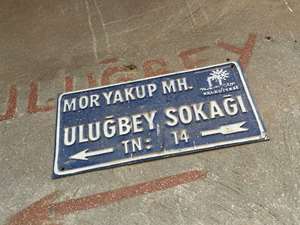 MOR YAKUP MH.
ULUĞBEY SOKAĞI
TN: 14
ULUĞBEY